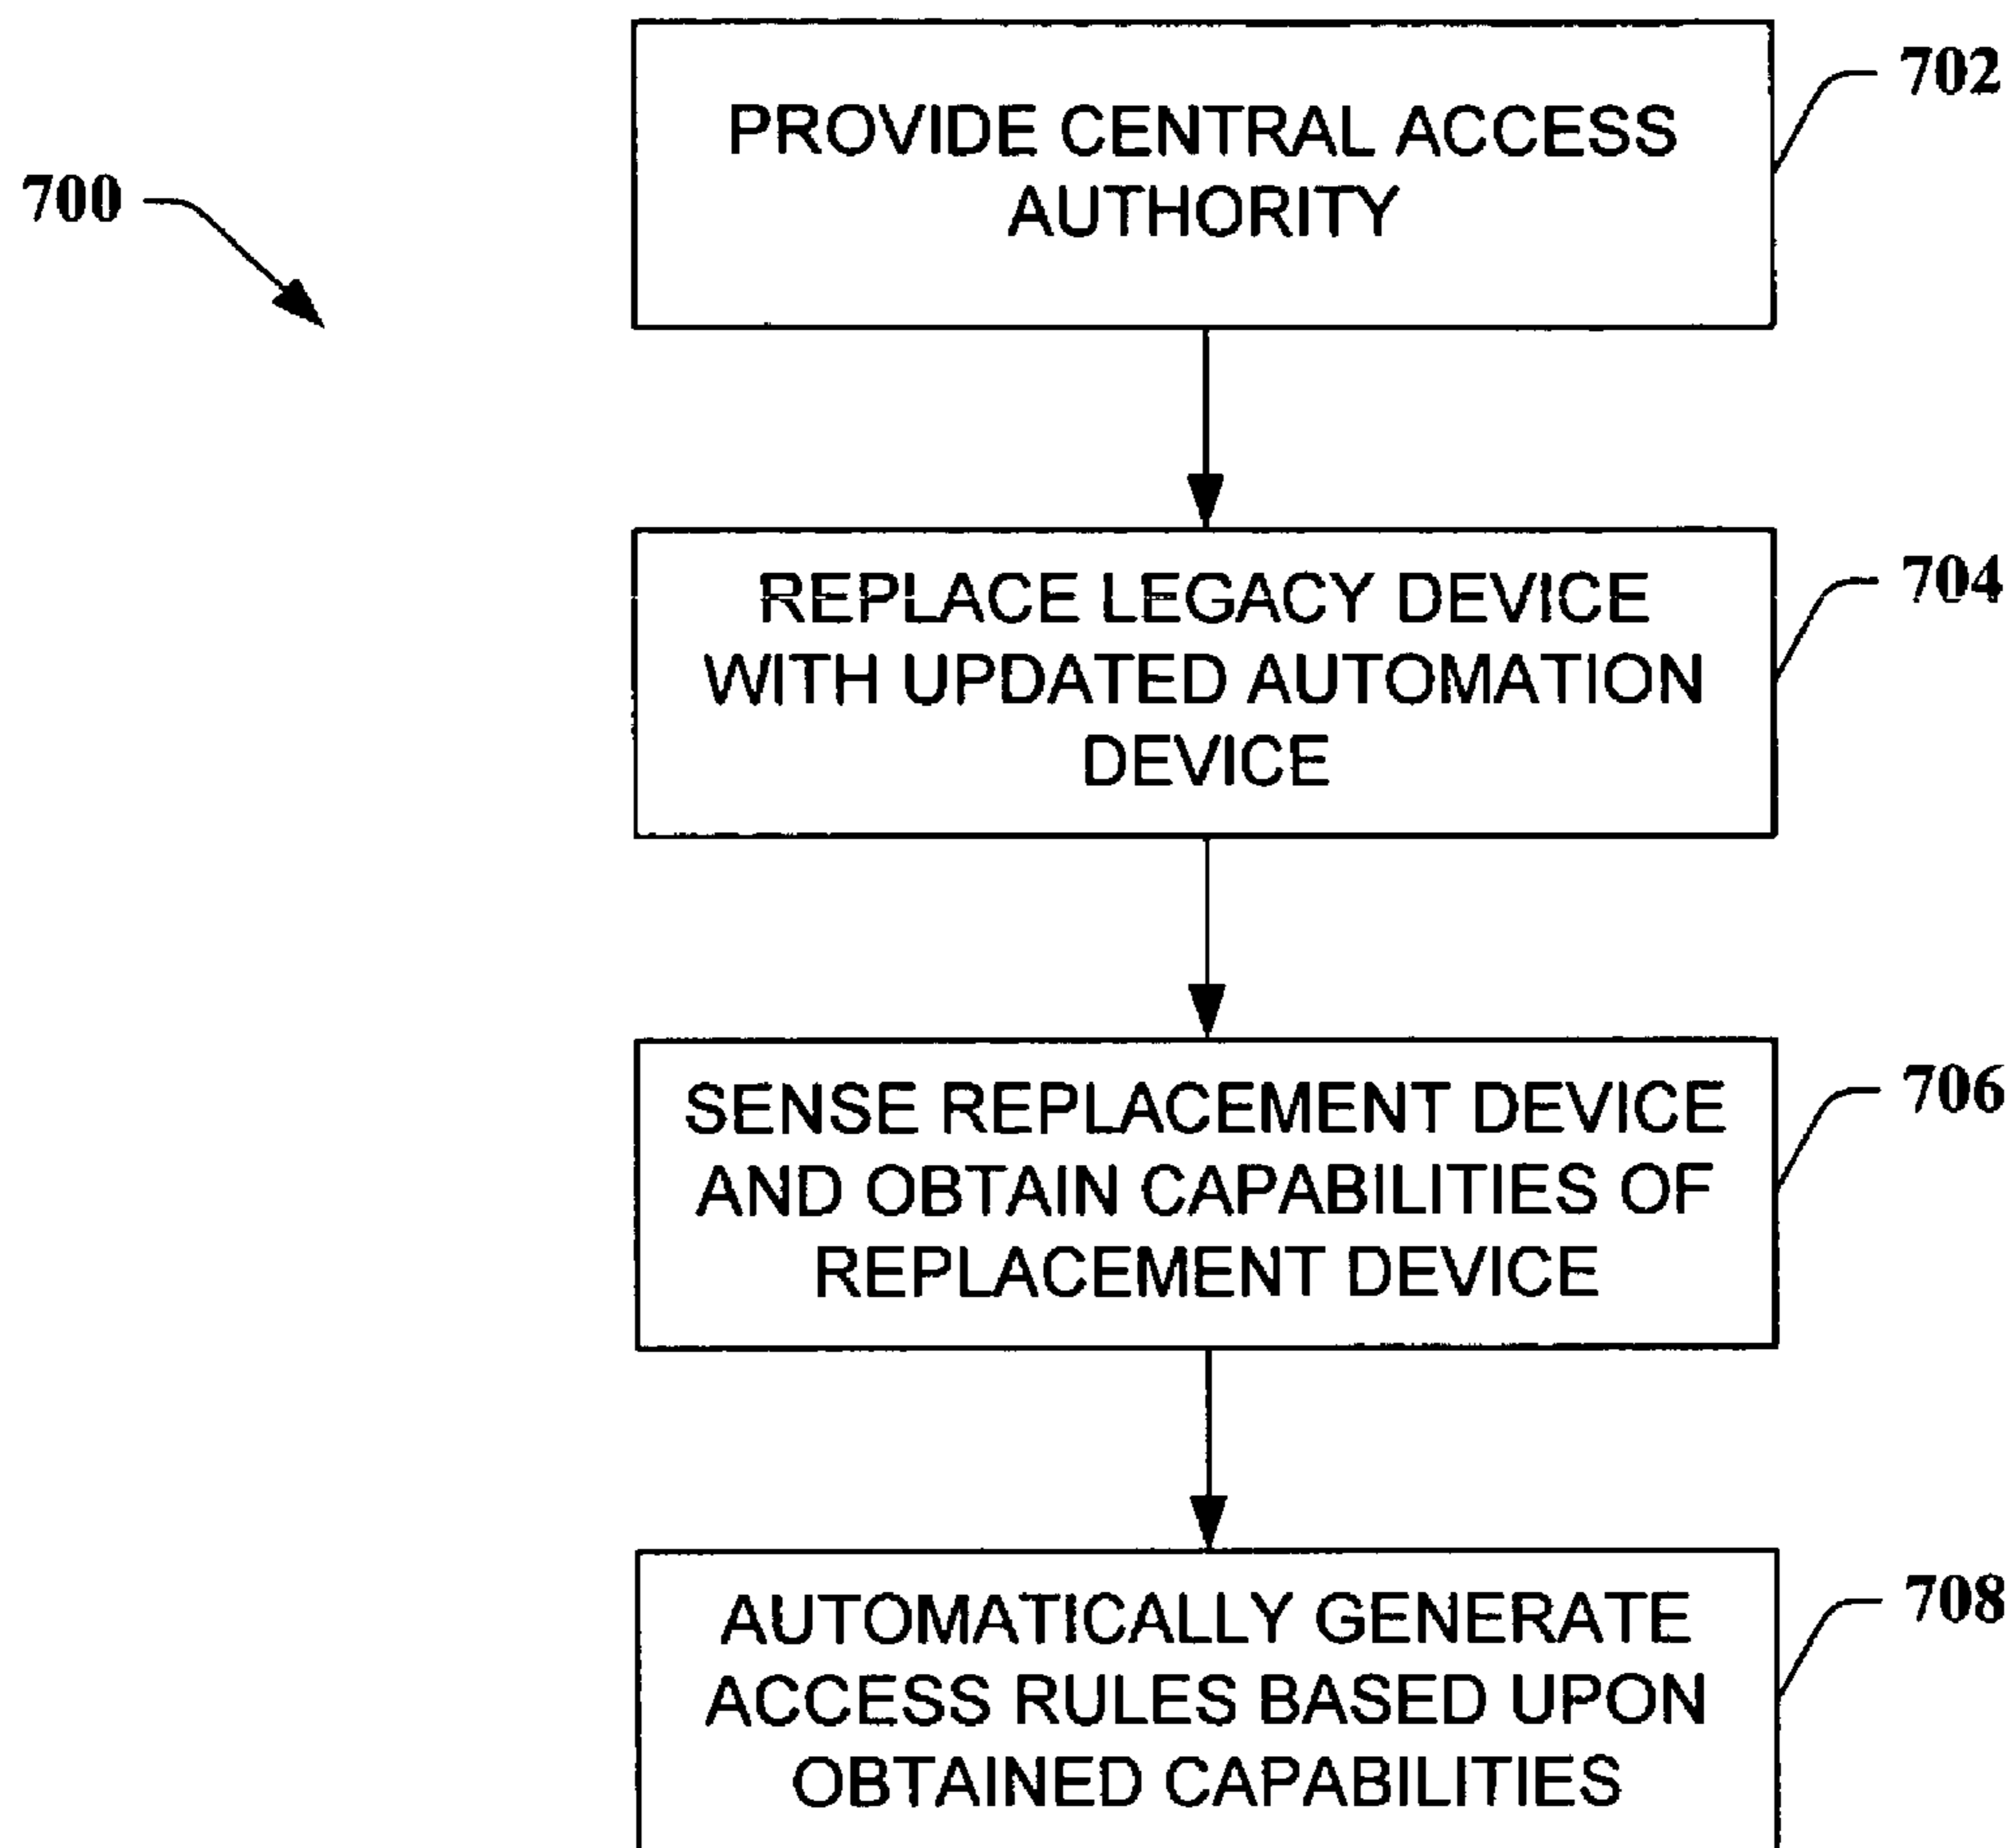 PROVIDE CENTRAL ACCESS
AUTHORITY
702
700
REPLACE LEGACY DEVICE
WITH UPDATED AUTOMATION
DEVICE
704
SENSE REPLACEMENT DEVICE
AND OBTAIN CAPABILITIES OF
REPLACEMENT DEVICE
706
AUTOMATICALLY GENERATE
ACCESS RULES BASED UPON
OBTAINED CAPABILITIES
708